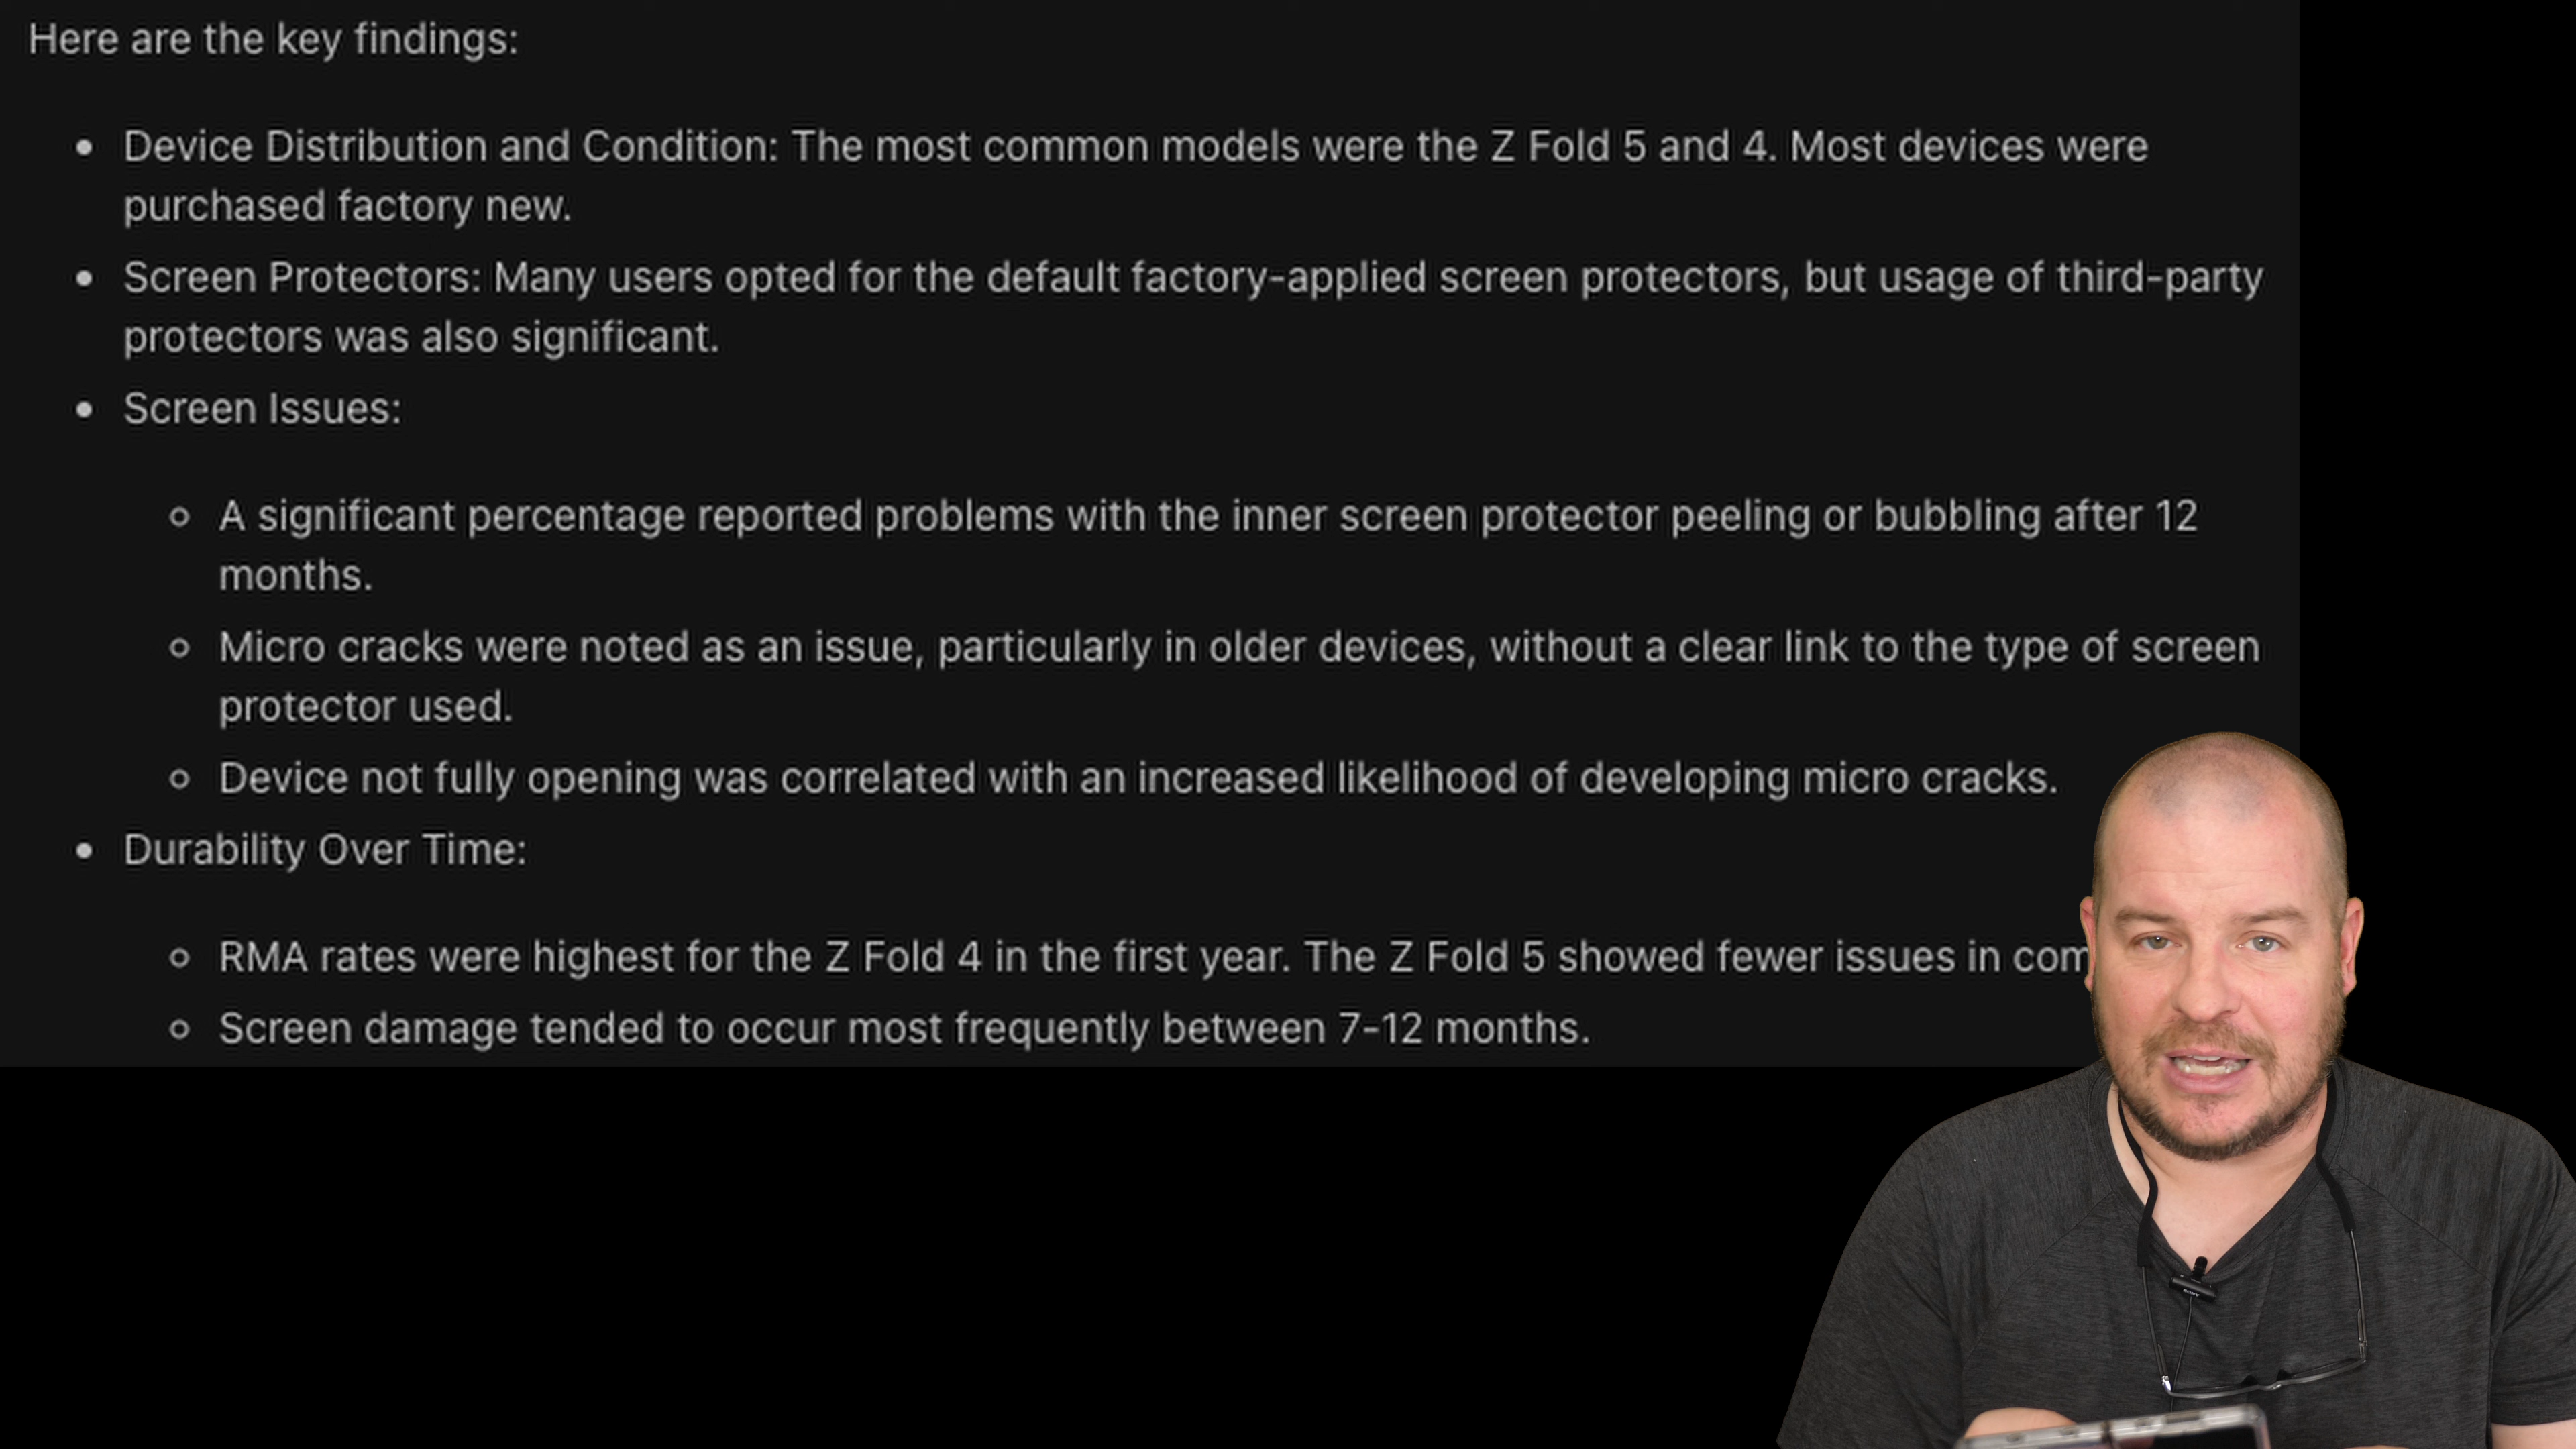 Here are the key findings:
• Device Distribution and Condition: The most common models were the Z Fold 5 and 4. Most devices were
purchased factory new.
• Screen Protectors: Many users opted for the default factory-applied screen protectors, but usage of third-party
protectors was also significant.
• Screen Issues:
○ A significant percentage reported problems with the inner screen protector peeling or bubbling after 12
months.
○ Micro cracks were noted as an issue, particularly in older devices, without a clear link to the type of screen
protector used.
○ Device not fully opening was correlated with an increased likelihood of developing micro cracks.
• Durability Over Time:
○ RMA rates were highest for the Z Fold 4 in the first year. The Z Fold 5 showed fewer issues in com
○ Screen damage tended to occur most frequently between 7-12 months.